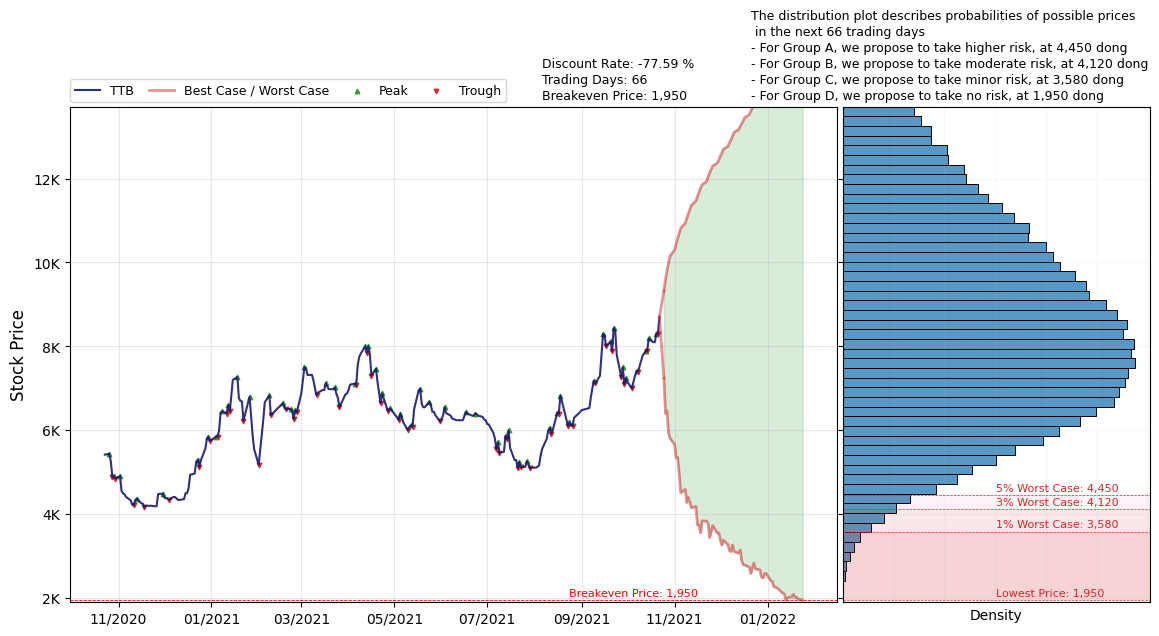 The distribution plot describes probabilities of possible prices
in the next 66 trading days
- For Group A, we propose to take higher risk, at 4,450 dong
- For Group B, we propose to take moderate risk, at 4,120 dong
- For Group C, we propose to take minor risk, at 3,580 dong
- For Group D, we propose to take no risk, at 1,950 dong
Discount Rate: -77.59 %
Trading Days: 66
Breakeven Price: 1,950
TTB
Best Case / Worst Case
Peak
Trough
Stock Price
12K
10K
8K
6K
4K
2K
5% Worst Case: 4,450
3% Worst Case: 4,120
1% Worst Case: 3,580
Breakeven Price: 1,950
Lowest Price: 1,950
11/2020
01/2021
03/2021
05/2021
07/2021
09/2021
11/2021
01/2022
Density